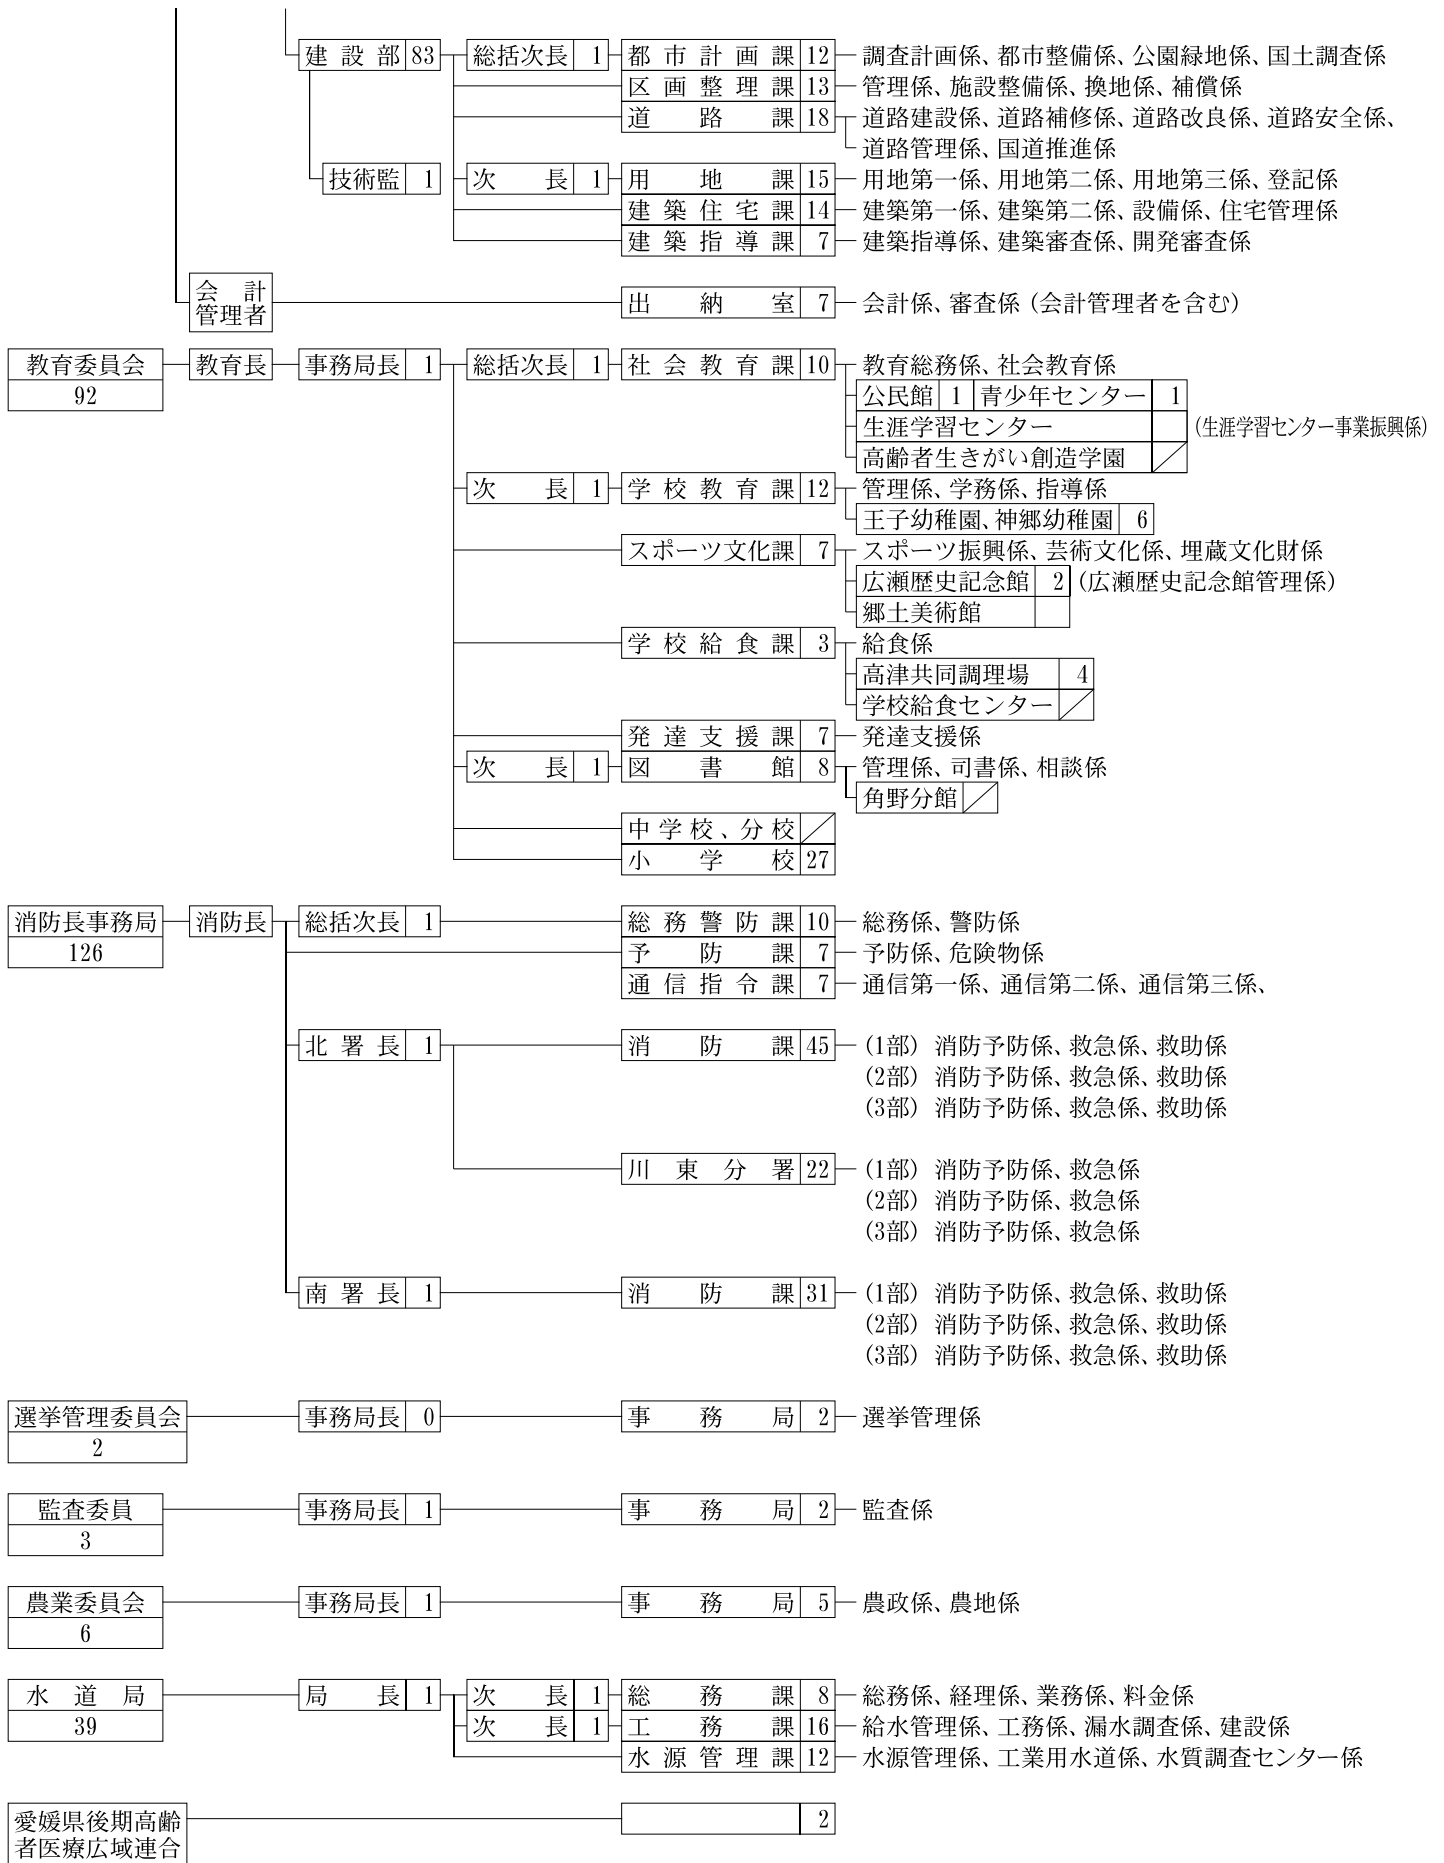 建設部 83 総括次長 1 都市計画課 12 調査計画係、都市整備係、公園緑地係、国土調査係
区画整理課 13 管理係、施設整備係、換地係、補償係
道路課 18 道路建設係、道路補修係、道路改良係、道路安全係、
道路管理係、国道推進係
技術監 1 次長 1 用地課 15 用地第一係、用地第二係、用地第三係、登記係
建築住宅課 14 建築第一係、建築第二係、設備係、住宅管理係
建築指導課 7 建築指導係、建築審査係、開発審査係
会計
管理者 出納室 7 会計係、審査係(会計管理者を含む)
教育委員会 教育長 事務局長 1 総括次長 1 社会教育課 10 教育総務係、社会教育係
92 公民館 1 青少年センター 1
生涯学習センター (生涯学習センター事業振興係)
高齢者生きがい創造学園
次長 1 学校教育課 12 管理係、学務係、指導係
王子幼稚園、神郷幼稚園 6
スポーツ文化課 7 スポーツ振興係、芸術文化係、埋蔵文化財係
広瀬歴史記念館 2 (広瀬歴史記念館管理係)
郷土美術館
学校給食課 3 給食係
高津共同調理場 4
学校給食センター
発達支援課 7 発達支援係
次長 1 図書館 8 管理係、司書係、相談係
角野分館
中学校、分校
小学校 27
消防長事務局 消防長 総括次長 1 総務警防課 10 総務係、警防係
126 予防課 7 予防係、危険物係
通信指令課 7 通信第一係、通信第二係、通信第三係、
北署長 1 消防課 45 (1部) 消防予防係、救急係、救助係
(2部) 消防予防係、救急係、救助係
(3部) 消防予防係、救急係、救助係
川東分署 22 (1部) 消防予防係、救急係
(2部) 消防予防係、救急係
(3部) 消防予防係、救急係
南署長 1 消防課 31 (1部) 消防予防係、救急係、救助係
(2部) 消防予防係、救急係、救助係
(3部) 消防予防係、救急係、救助係
選挙管理委員会 事務局長 0 事務局 2 選挙管理係
2
監査委員 事務局長 1 事務局 2 監査係
3
農業委員会 事務局長 1 事務局 5 農政係、農地係
6
水道局 局長 1 次長 1 総務課 8 総務係、経理係、業務係、料金係
39 次長 1 工務課 16 給水管理係、工務係、漏水調査係、建設係
水源管理課 12 水源管理係、工業用水道係、水質調査センター係
愛媛県後期高齢 2
者医療広域連合